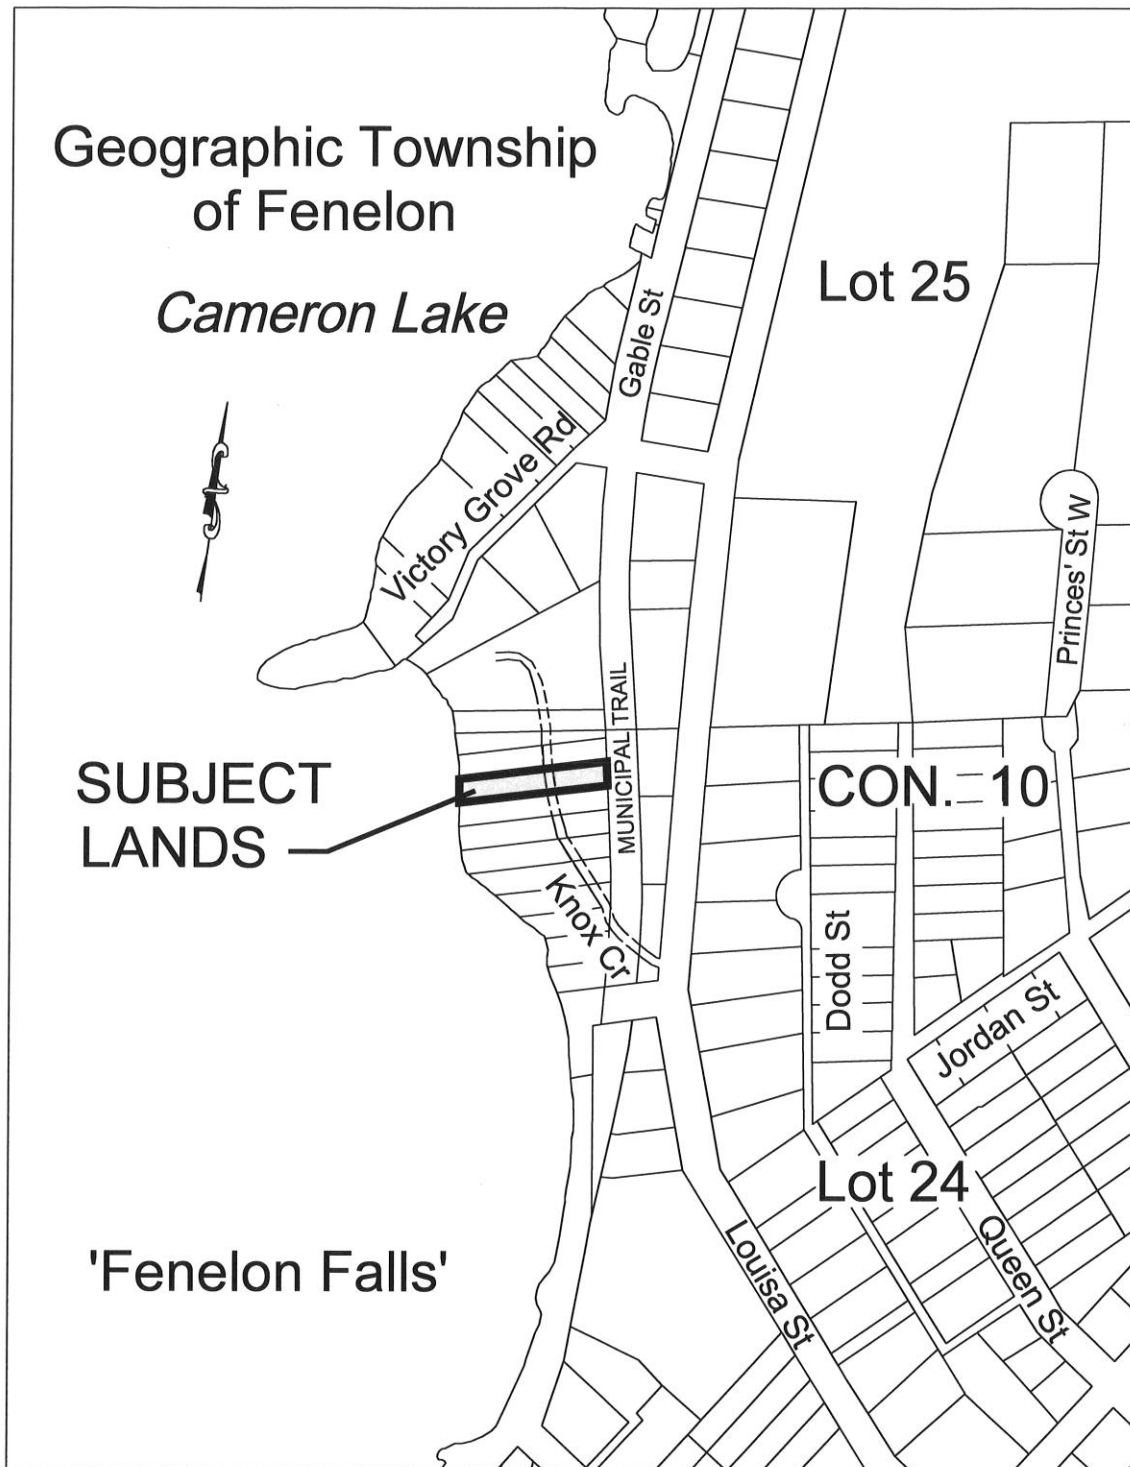 Geographic Township
of Fenelon
Cameron Lake
Lot 25
Gable St
Victory Grove Rd
Princes' St W
MUNICIPAL TRAIL
SUBJECT
LANDS
CON. 10
Knox Cr
Dodd St
Jordan St
Lot 24
'Fenelon Falls'
Louisa St
Queen St